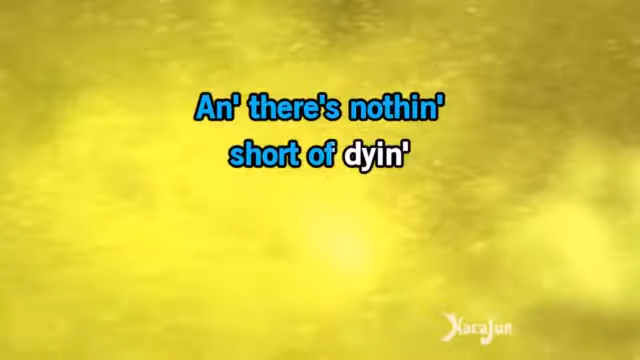 An' there's nothin'
short of dyin'
KaraFun